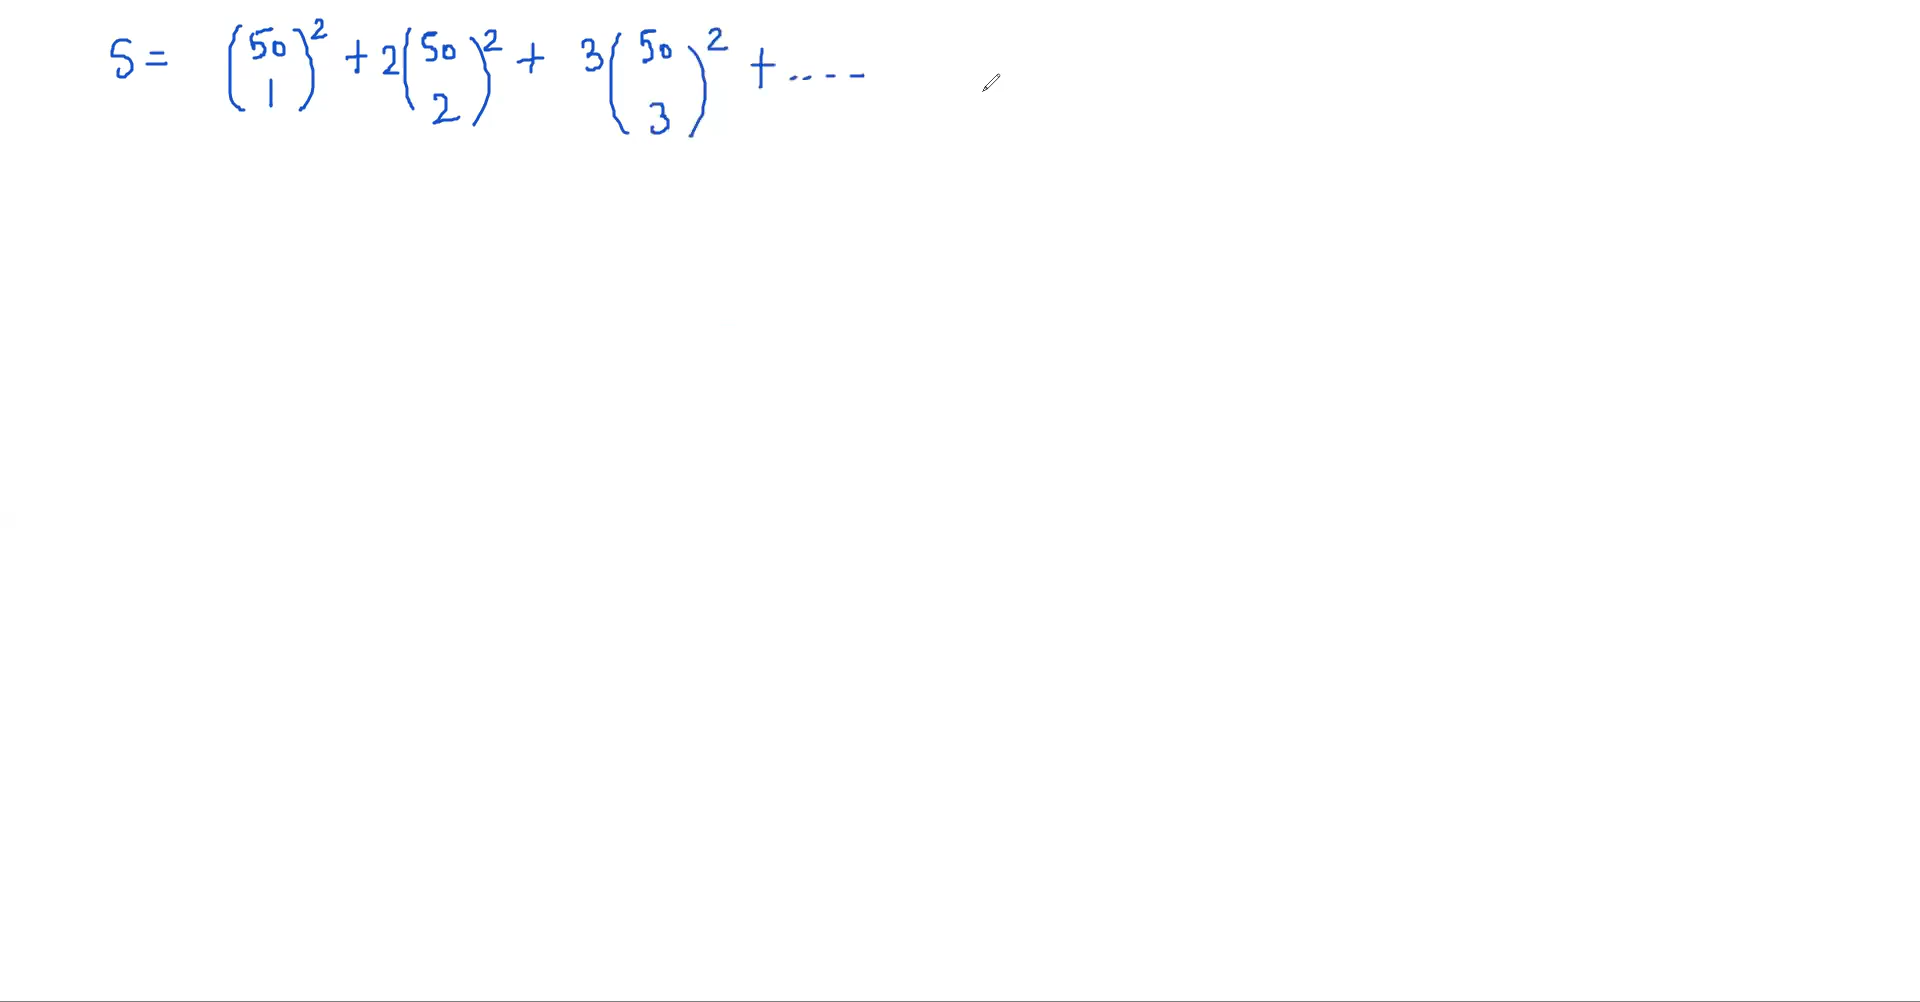 S = (50 1)² + 2(50 2)² + 3(50 3)² + ....